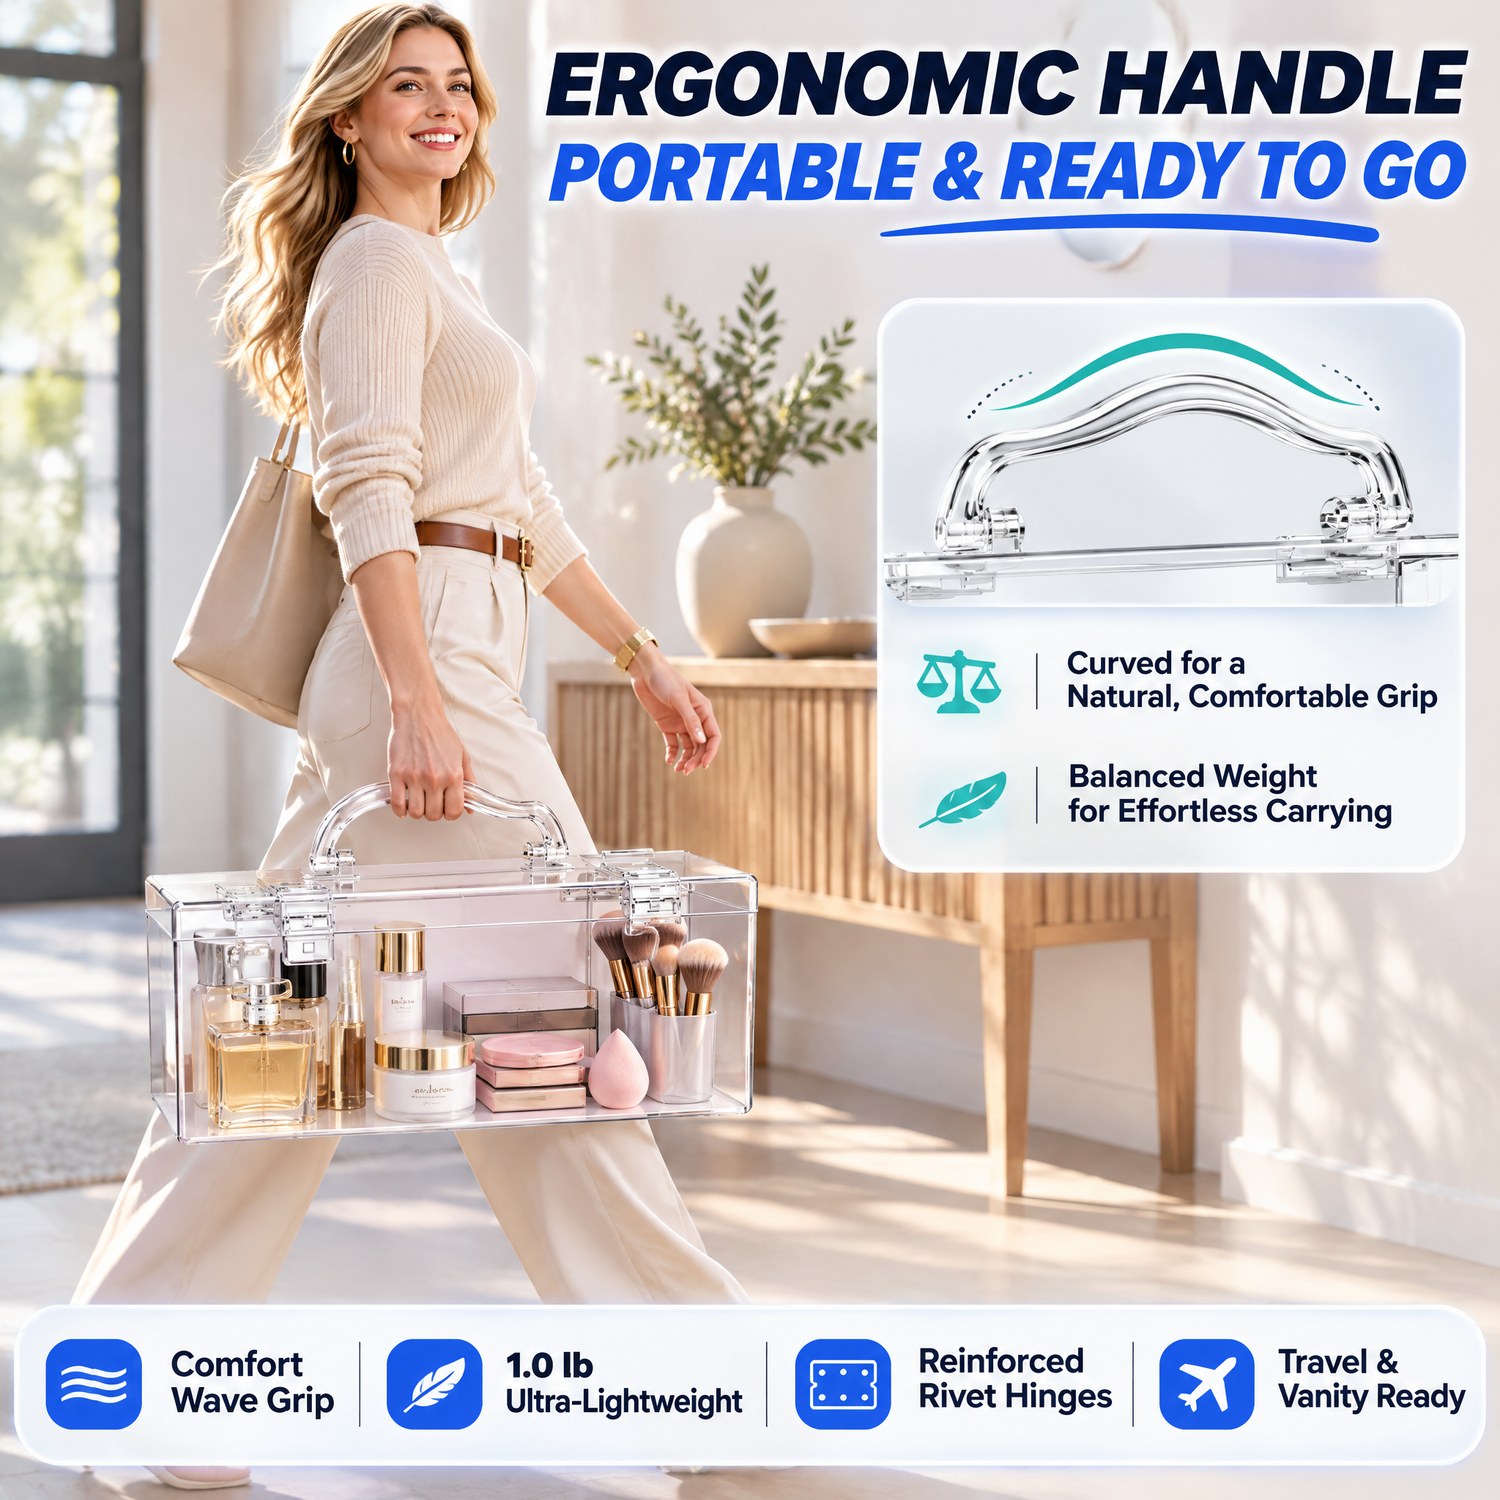 ERGONOMIC HANDLE
PORTABLE & READY TO GO
Curved for a
Natural, Comfortable Grip
Balanced Weight
for Effortless Carrying
Comfort
Wave Grip
1.0 lb
Ultra-Lightweight
Reinforced
Rivet Hinges
Travel &
Vanity Ready